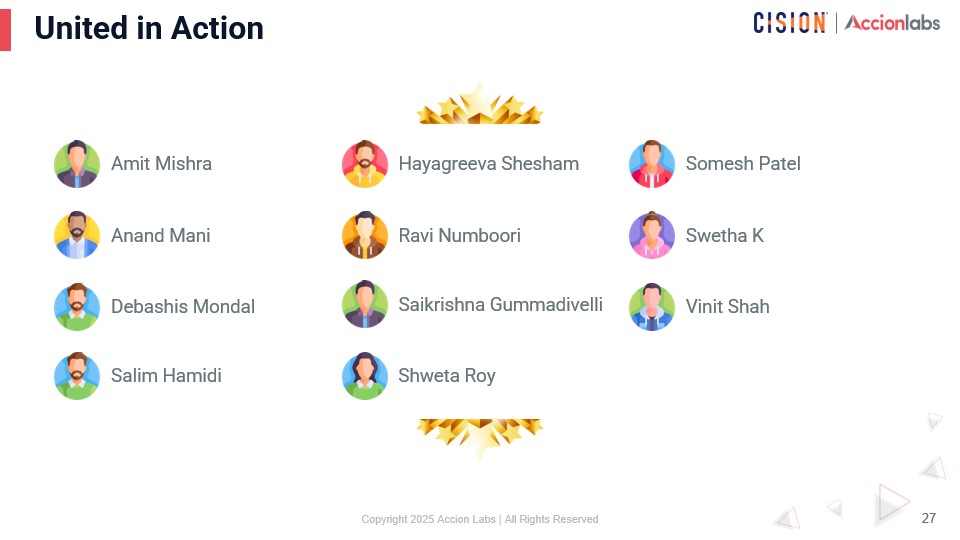 United in Action
CISION | Accionlabs
Amit Mishra
Hayagreeva Shesham
Somesh Patel
Anand Mani
Ravi Numboori
Swetha K
Debashis Mondal
Saikrishna Gummadivelli
Vinit Shah
Salim Hamidi
Shweta Roy
Copyright 2025 Accion Labs | All Rights Reserved
27